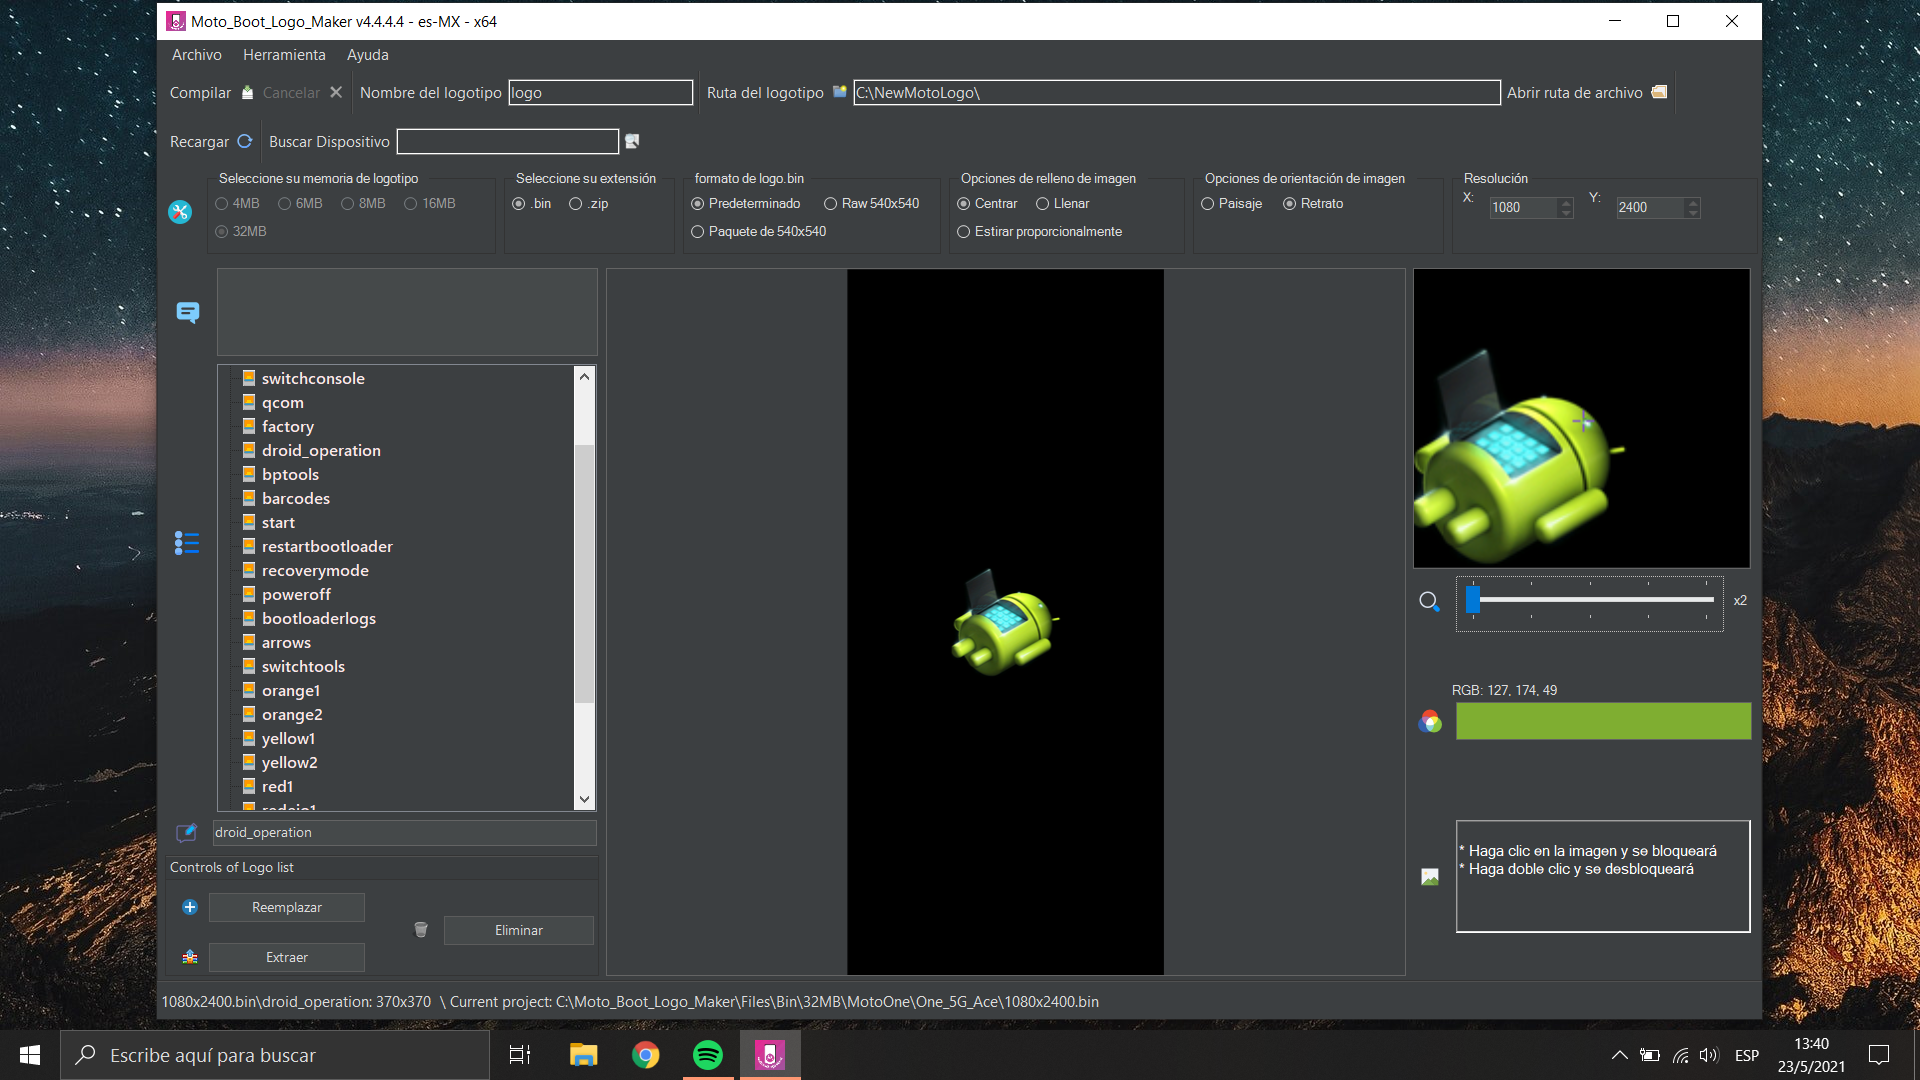 Moto_Boot_Logo_Maker v4.4.4.4 - es-MX - x64
Archivo Herramienta Ayuda
Compilar Cancelar Nombre del logotipo logo Ruta del logotipo C:\NewMotoLogo\ Abrir ruta de archivo
Recargar Buscar Dispositivo
Seleccione su memoria de logotipo
4MB 6MB 8MB 16MB
32MB
Seleccione su extensión
.bin .zip
formato de logo.bin
Predeterminado Raw 540x540
Paquete de 540x540
Opciones de relleno de imagen
Centrar Llenar
Estirar proporcionalmente
Opciones de orientación de imagen
Paisaje Retrato
Resolución
X: 1080 Y: 2400
switchconsole
qcom
factory
droid_operation
bptools
barcodes
start
restartbootloader
recoverymode
poweroff
bootloaderlogs
arrows
switchtools
orange1
orange2
yellow1
yellow2
red1
droid_operation
Controls of Logo list
Reemplazar
Eliminar
Extraer
x2
RGB: 127, 174, 49
* Haga clic en la imagen y se bloqueará
* Haga doble clic y se desbloqueará
1080x2400.bin\droid_operation: 370x370 \ Current project: C:\Moto_Boot_Logo_Maker\Files\Bin\32MB\MotoOne\One_5G_Ace\1080x2400.bin
Escribe aquí para buscar
ESP
13:40
23/5/2021